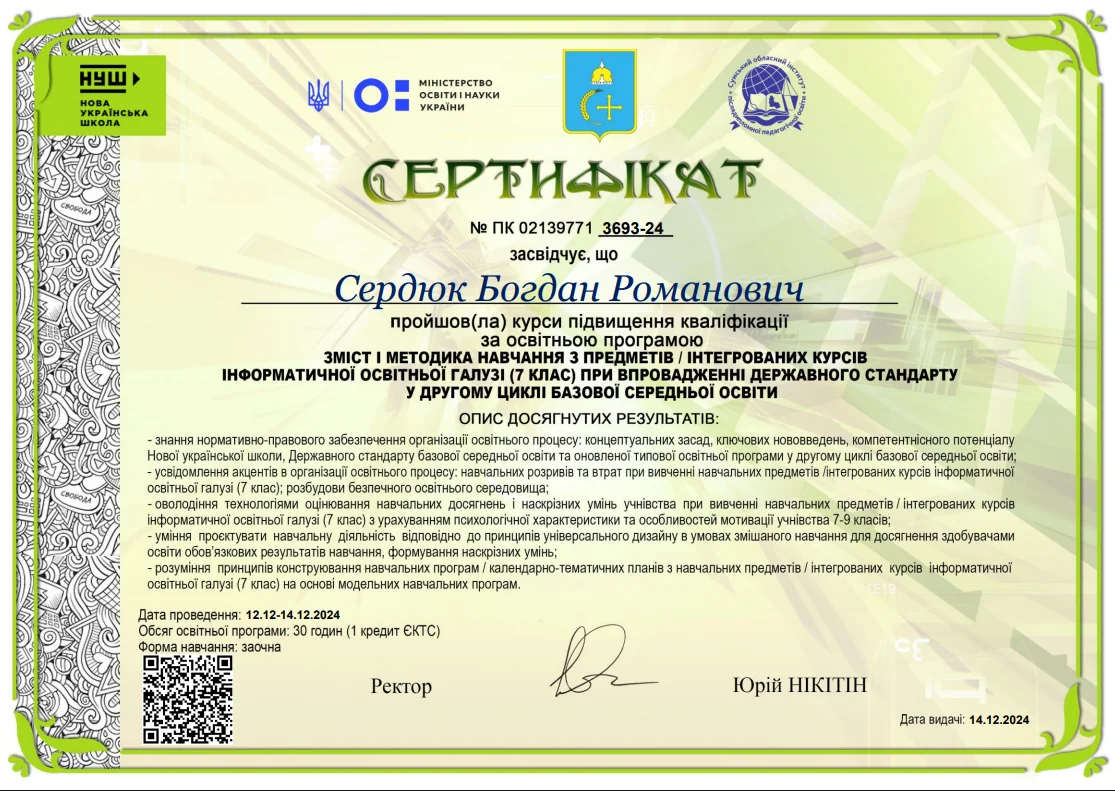 НУШ
НОВА
УКРАЇНСЬКА
ШКОЛА
МІНІСТЕРСТВО
ОСВІТИ І НАУКИ
УКРАЇНИ
Сумський обласний інститут
післядипломної педагогічної освіти
СВОБОДА
СВОБОДА
СЕРТИФІКАТ
№ ПК 02139771 3693-24
засвідчує, що
Сердюк Богдан Романович
пройшов(ла) курси підвищення кваліфікації
за освітньою програмою
ЗМІСТ І МЕТОДИКА НАВЧАННЯ З ПРЕДМЕТІВ / ІНТЕГРОВАНИХ КУРСІВ
ІНФОРМАТИЧНОЇ ОСВІТНЬОЇ ГАЛУЗІ (7 КЛАС) ПРИ ВПРОВАДЖЕННІ ДЕРЖАВНОГО СТАНДАРТУ
У ДРУГОМУ ЦИКЛІ БАЗОВОЇ СЕРЕДНЬОЇ ОСВІТИ
ОПИС ДОСЯГНУТИХ РЕЗУЛЬТАТІВ:
- знання нормативно-правового забезпечення організації освітнього процесу: концептуальних засад, ключових нововведень, компетентнісного потенціалу
Нової української школи, Державного стандарту базової середньої освіти та оновленої типової освітньої програми у другому циклі базової середньої освіти;
- усвідомлення акцентів в організації освітнього процесу: навчальних розривів та втрат при вивченні навчальних предметів /інтегрованих курсів інформатичної
освітньої галузі (7 клас); розбудови безпечного освітнього середовища;
- оволодіння технологіями оцінювання навчальних досягнень і наскрізних умінь учнівства при вивченні навчальних предметів / інтегрованих курсів
інформатичної освітньої галузі (7 клас) з урахуванням психологічної характеристики та особливостей мотивації учнівства 7-9 класів;
- уміння проєктувати навчальну діяльність відповідно до принципів універсального дизайну в умовах змішаного навчання для досягнення здобувачами
освіти обов’язкових результатів навчання, формування наскрізних умінь;
- розуміння принципів конструювання навчальних програм / календарно-тематичних планів з навчальних предметів / інтегрованих курсів інформатичної
освітньої галузі (7 клас) на основі модельних навчальних програм.
Дата проведення: 12.12-14.12.2024
Обсяг освітньої програми: 30 годин (1 кредит ЄКТС)
Форма навчання: заочна
Ректор
Юрій НІКІТІН
Дата видачі: 14.12.2024